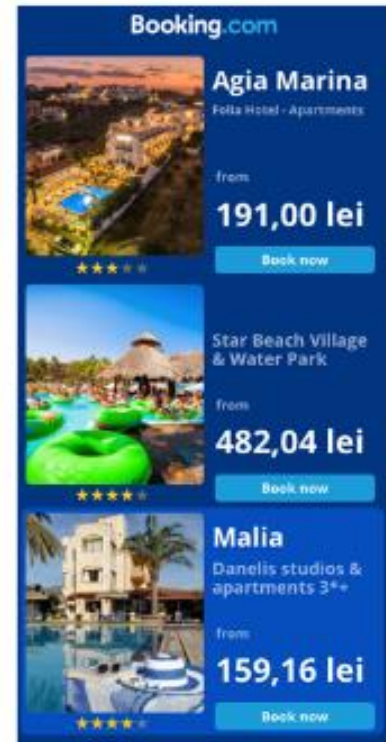 Booking.com
Agia Marina
Folia Hotel - Apartments
from
191,00 lei
Book now
Star Beach Village
& Water Park
from
482,04 lei
Book now
Malia
Danelis studios &
apartments 3*+
from
159,16 lei
Book now